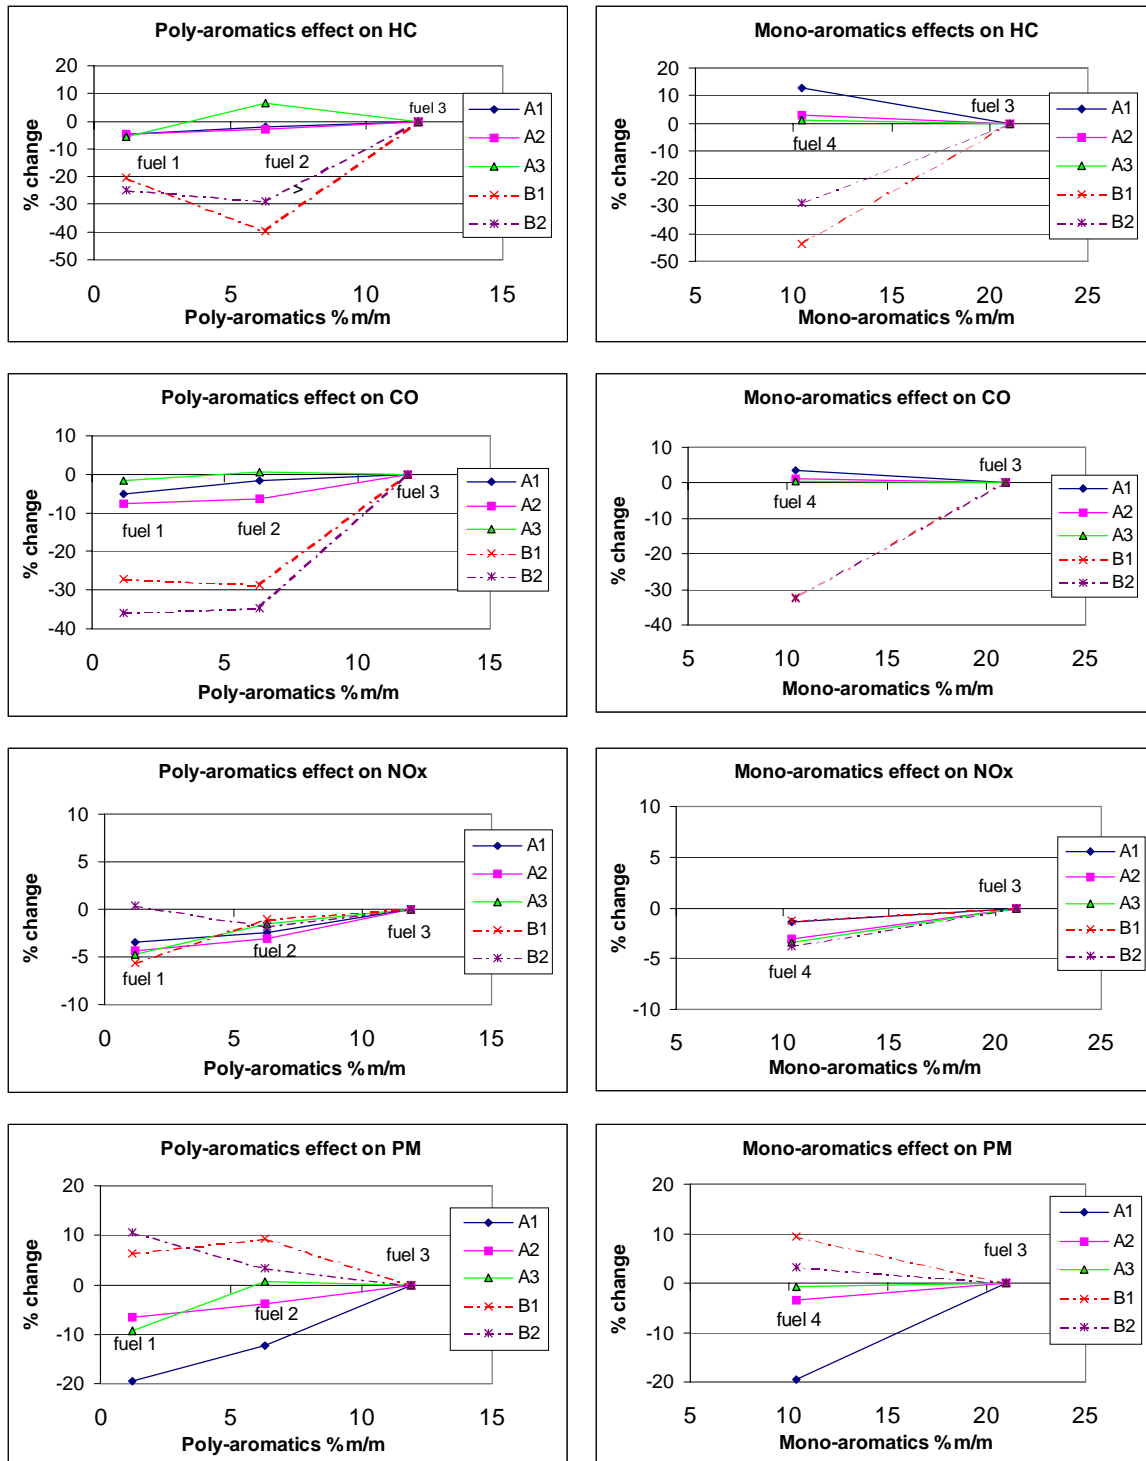 Poly-aromatics effect on HC
20
10
0
-10
-20
-30
-40
-50
% change
fuel 1
fuel 2
>
fuel 3
A1
A2
A3
B1
B2
0
5
10
15
Poly-aromatics %m/m
Mono-aromatics effects on HC
20
10
0
-10
-20
-30
-40
-50
% change
fuel 4
fuel 3
A1
A2
A3
B1
B2
5
10
15
20
25
Mono-aromatics %m/m
Poly-aromatics effect on CO
10
0
-10
-20
-30
-40
% change
fuel 1
fuel 2
fuel 3
A1
A2
A3
B1
B2
0
5
10
15
Poly-aromatics %m/m
Mono-aromatics effect on CO
10
0
-10
-20
-30
-40
% change
fuel 4
fuel 3
A1
A2
A3
B1
B2
5
10
15
20
25
Mono-aromatics %m/m
Poly-aromatics effect on NOx
10
5
0
-5
-10
% change
fuel 1
fuel 2
fuel 3
A1
A2
A3
B1
B2
0
5
10
15
Poly-aromatics %m/m
Mono-aromatics effect on NOx
10
5
0
-5
-10
% change
fuel 4
fuel 3
A1
A2
A3
B1
B2
5
10
15
20
25
Mono-aromatics %m/m
Poly-aromatics effect on PM
20
10
0
-10
-20
% change
fuel 1
fuel 2
fuel 3
A1
A2
A3
B1
B2
0
5
10
15
Poly-aromatics %m/m
Mono-aromatics effect on PM
20
10
0
-10
-20
% change
fuel 4
fuel 3
A1
A2
A3
B1
B2
5
10
15
20
25
Mono-aromatics %m/m